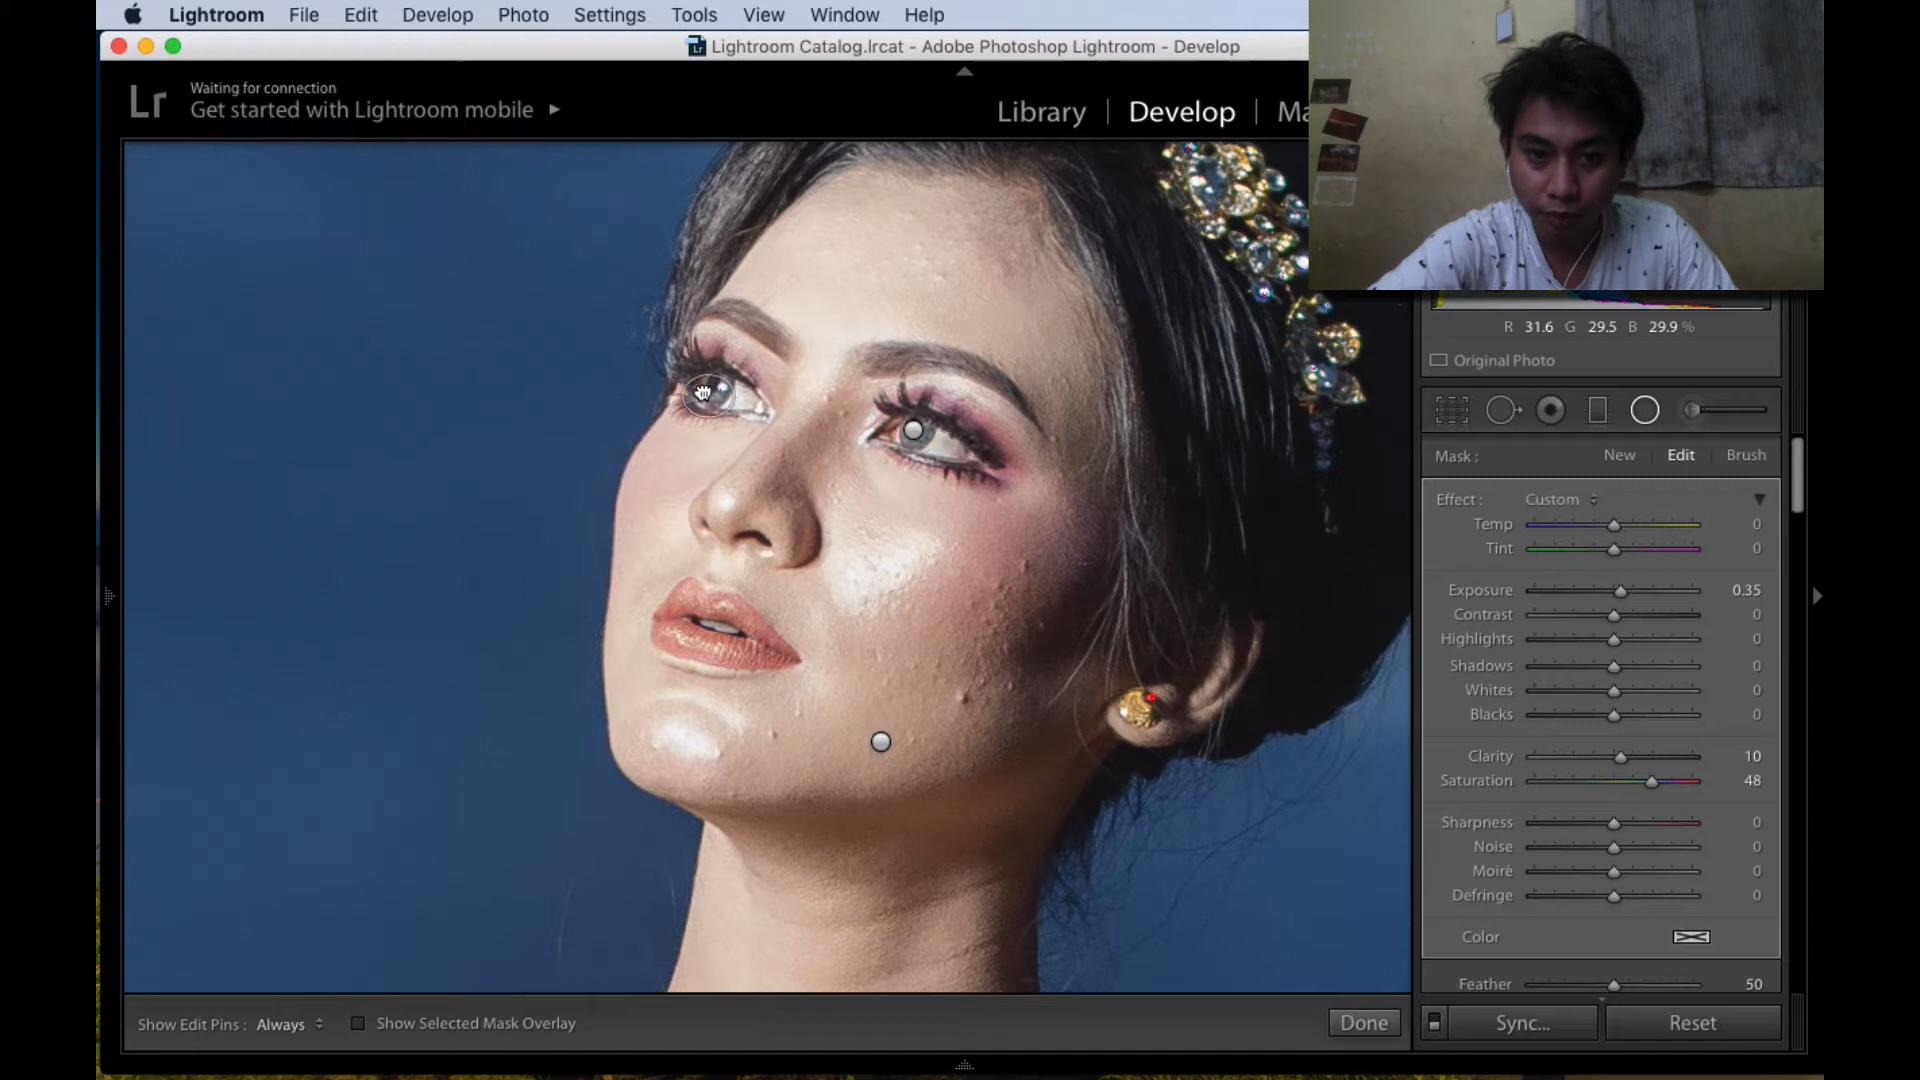 Lightroom File Edit Develop Photo Settings Tools View Window Help
Lr Lightroom Catalog.lrcat - Adobe Photoshop Lightroom - Develop
Lr
Waiting for connection
Get started with Lightroom mobile
Library | Develop | Ma
R 31.6 G 29.5 B 29.9 %
Original Photo
Mask : New | Edit | Brush
Effect : Custom
Temp 0
Tint 0
Exposure 0.35
Contrast 0
Highlights 0
Shadows 0
Whites 0
Blacks 0
Clarity 10
Saturation 48
Sharpness 0
Noise 0
Moiré 0
Defringe 0
Color
Feather 50
Show Edit Pins : Always Show Selected Mask Overlay Done
Sync... Reset